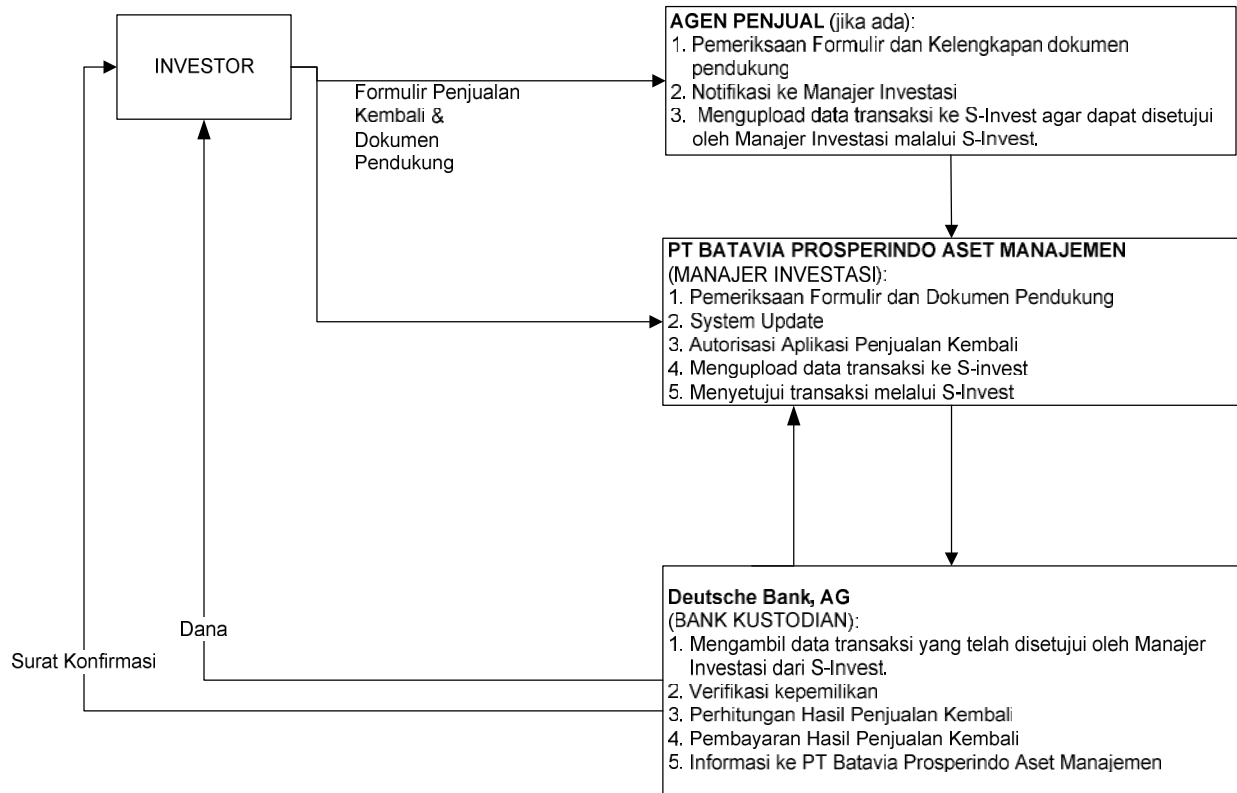 INVESTOR
Formulir Penjualan
Kembali &
Dokumen
Pendukung
AGEN PENJUAL (jika ada):
1. Pemeriksaan Formulir dan Kelengkapan dokumen
pendukung
2. Notifikasi ke Manajer Investasi
3. Mengupload data transaksi ke S-Invest agar dapat disetujui
oleh Manajer Investasi malalui S-Invest.
PT BATAVIA PROSPERINDO ASET MANAJEMEN
(MANAJER INVESTASI):
1. Pemeriksaan Formulir dan Dokumen Pendukung
2. System Update
3. Autorisasi Aplikasi Penjualan Kembali
4. Mengupload data transaksi ke S-invest
5. Menyetujui transaksi melalui S-Invest
Deutsche Bank, AG
(BANK KUSTODIAN):
1. Mengambil data transaksi yang telah disetujui oleh Manajer
Investasi dari S-Invest.
2. Verifikasi kepemilikan
3. Perhitungan Hasil Penjualan Kembali
4. Pembayaran Hasil Penjualan Kembali
5. Informasi ke PT Batavia Prosperindo Aset Manajemen
Dana
Surat Konfirmasi